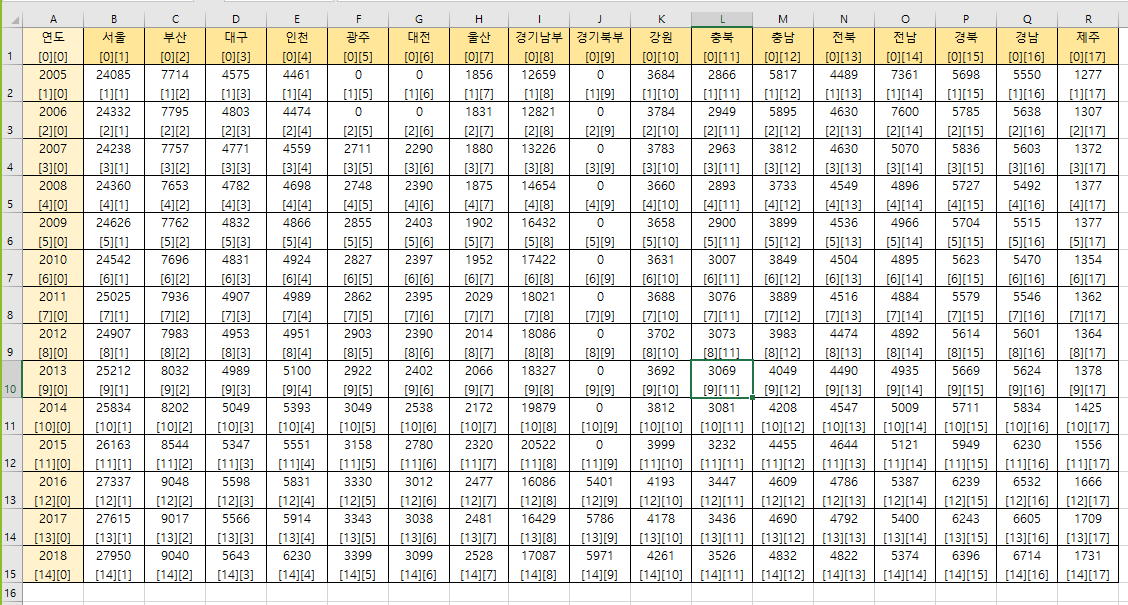 A B C D E F G H I J K L M N O P Q R
연도 서울 부산 대구 인천 광주 대전 울산 경기남부 경기북부 강원 충북 충남 전북 전남 경북 경남 제주
1 [0][0] [0][1] [0][2] [0][3] [0][4] [0][5] [0][6] [0][7] [0][8] [0][9] [0][10] [0][11] [0][12] [0][13] [0][14] [0][15] [0][16] [0][17]
2005 24085 7714 4575 4461 0 0 1856 12659 0 3684 2866 5817 4489 7361 5698 5550 1277
2 [1][0] [1][1] [1][2] [1][3] [1][4] [1][5] [1][6] [1][7] [1][8] [1][9] [1][10] [1][11] [1][12] [1][13] [1][14] [1][15] [1][16] [1][17]
2006 24332 7795 4803 4474 0 0 1831 12821 0 3784 2949 5895 4630 7600 5785 5638 1307
3 [2][0] [2][1] [2][2] [2][3] [2][4] [2][5] [2][6] [2][7] [2][8] [2][9] [2][10] [2][11] [2][12] [2][13] [2][14] [2][15] [2][16] [2][17]
2007 24238 7757 4771 4559 2711 2290 1880 13226 0 3783 2963 3812 4630 5070 5836 5603 1372
4 [3][0] [3][1] [3][2] [3][3] [3][4] [3][5] [3][6] [3][7] [3][8] [3][9] [3][10] [3][11] [3][12] [3][13] [3][14] [3][15] [3][16] [3][17]
2008 24360 7653 4782 4698 2748 2390 1875 14654 0 3660 2893 3733 4549 4896 5727 5492 1377
5 [4][0] [4][1] [4][2] [4][3] [4][4] [4][5] [4][6] [4][7] [4][8] [4][9] [4][10] [4][11] [4][12] [4][13] [4][14] [4][15] [4][16] [4][17]
2009 24626 7762 4832 4866 2855 2403 1902 16432 0 3658 2900 3899 4536 4966 5704 5515 1377
6 [5][0] [5][1] [5][2] [5][3] [5][4] [5][5] [5][6] [5][7] [5][8] [5][9] [5][10] [5][11] [5][12] [5][13] [5][14] [5][15] [5][16] [5][17]
2010 24542 7696 4831 4924 2827 2397 1952 17422 0 3631 3007 3849 4504 4895 5623 5470 1354
7 [6][0] [6][1] [6][2] [6][3] [6][4] [6][5] [6][6] [6][7] [6][8] [6][9] [6][10] [6][11] [6][12] [6][13] [6][14] [6][15] [6][16] [6][17]
2011 25025 7936 4907 4989 2862 2395 2029 18021 0 3688 3076 3889 4516 4884 5579 5546 1362
8 [7][0] [7][1] [7][2] [7][3] [7][4] [7][5] [7][6] [7][7] [7][8] [7][9] [7][10] [7][11] [7][12] [7][13] [7][14] [7][15] [7][16] [7][17]
2012 24907 7983 4953 4951 2903 2390 2014 18086 0 3702 3073 3983 4474 4892 5614 5601 1364
9 [8][0] [8][1] [8][2] [8][3] [8][4] [8][5] [8][6] [8][7] [8][8] [8][9] [8][10] [8][11] [8][12] [8][13] [8][14] [8][15] [8][16] [8][17]
2013 25212 8032 4989 5100 2922 2402 2066 18327 0 3692 3069 4049 4490 4935 5669 5624 1378
10 [9][0] [9][1] [9][2] [9][3] [9][4] [9][5] [9][6] [9][7] [9][8] [9][9] [9][10] [9][11] [9][12] [9][13] [9][14] [9][15] [9][16] [9][17]
2014 25834 8202 5049 5393 3049 2538 2172 19879 0 3812 3081 4208 4547 5009 5711 5834 1425
11 [10][0] [10][1] [10][2] [10][3] [10][4] [10][5] [10][6] [10][7] [10][8] [10][9] [10][10] [10][11] [10][12] [10][13] [10][14] [10][15] [10][16] [10][17]
2015 26163 8544 5347 5551 3158 2780 2320 20522 0 3999 3232 4455 4644 5121 5949 6230 1556
12 [11][0] [11][1] [11][2] [11][3] [11][4] [11][5] [11][6] [11][7] [11][8] [11][9] [11][10] [11][11] [11][12] [11][13] [11][14] [11][15] [11][16] [11][17]
2016 27337 9048 5598 5831 3330 3012 2477 16086 5401 4193 3447 4609 4786 5387 6239 6532 1666
13 [12][0] [12][1] [12][2] [12][3] [12][4] [12][5] [12][6] [12][7] [12][8] [12][9] [12][10] [12][11] [12][12] [12][13] [12][14] [12][15] [12][16] [12][17]
2017 27615 9017 5566 5914 3343 3038 2481 16429 5786 4178 3436 4690 4792 5400 6243 6605 1709
14 [13][0] [13][1] [13][2] [13][3] [13][4] [13][5] [13][6] [13][7] [13][8] [13][9] [13][10] [13][11] [13][12] [13][13] [13][14] [13][15] [13][16] [13][17]
2018 27950 9040 5643 6230 3399 3099 2528 17087 5971 4261 3526 4832 4822 5374 6396 6714 1731
15 [14][0] [14][1] [14][2] [14][3] [14][4] [14][5] [14][6] [14][7] [14][8] [14][9] [14][10] [14][11] [14][12] [14][13] [14][14] [14][15] [14][16] [14][17]
16